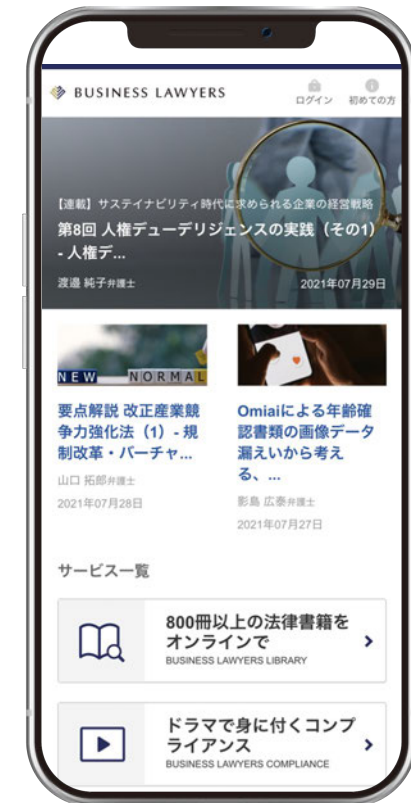 BUSINESS LAWYERS
ログイン
初めての方
【連載】サステイナビリティ時代に求められる企業の経営戦略
第8回 人権デューデリジェンスの実践（その1）
- 人権デ...
渡邉 純子弁護士
2021年07月29日
NEW NORMAL
要点解説 改正産業競
争力強化法（1）- 規
制改革・バーチャ...
山口 拓郎弁護士
2021年07月28日
Omiaiによる年齢確
認書類の画像データ
漏えいから考え
る、...
影島 広泰弁護士
2021年07月27日
サービス一覧
800冊以上の法律書籍を
オンラインで
BUSINESS LAWYERS LIBRARY
ドラマで身に付くコンプ
ライアンス
BUSINESS LAWYERS COMPLIANCE